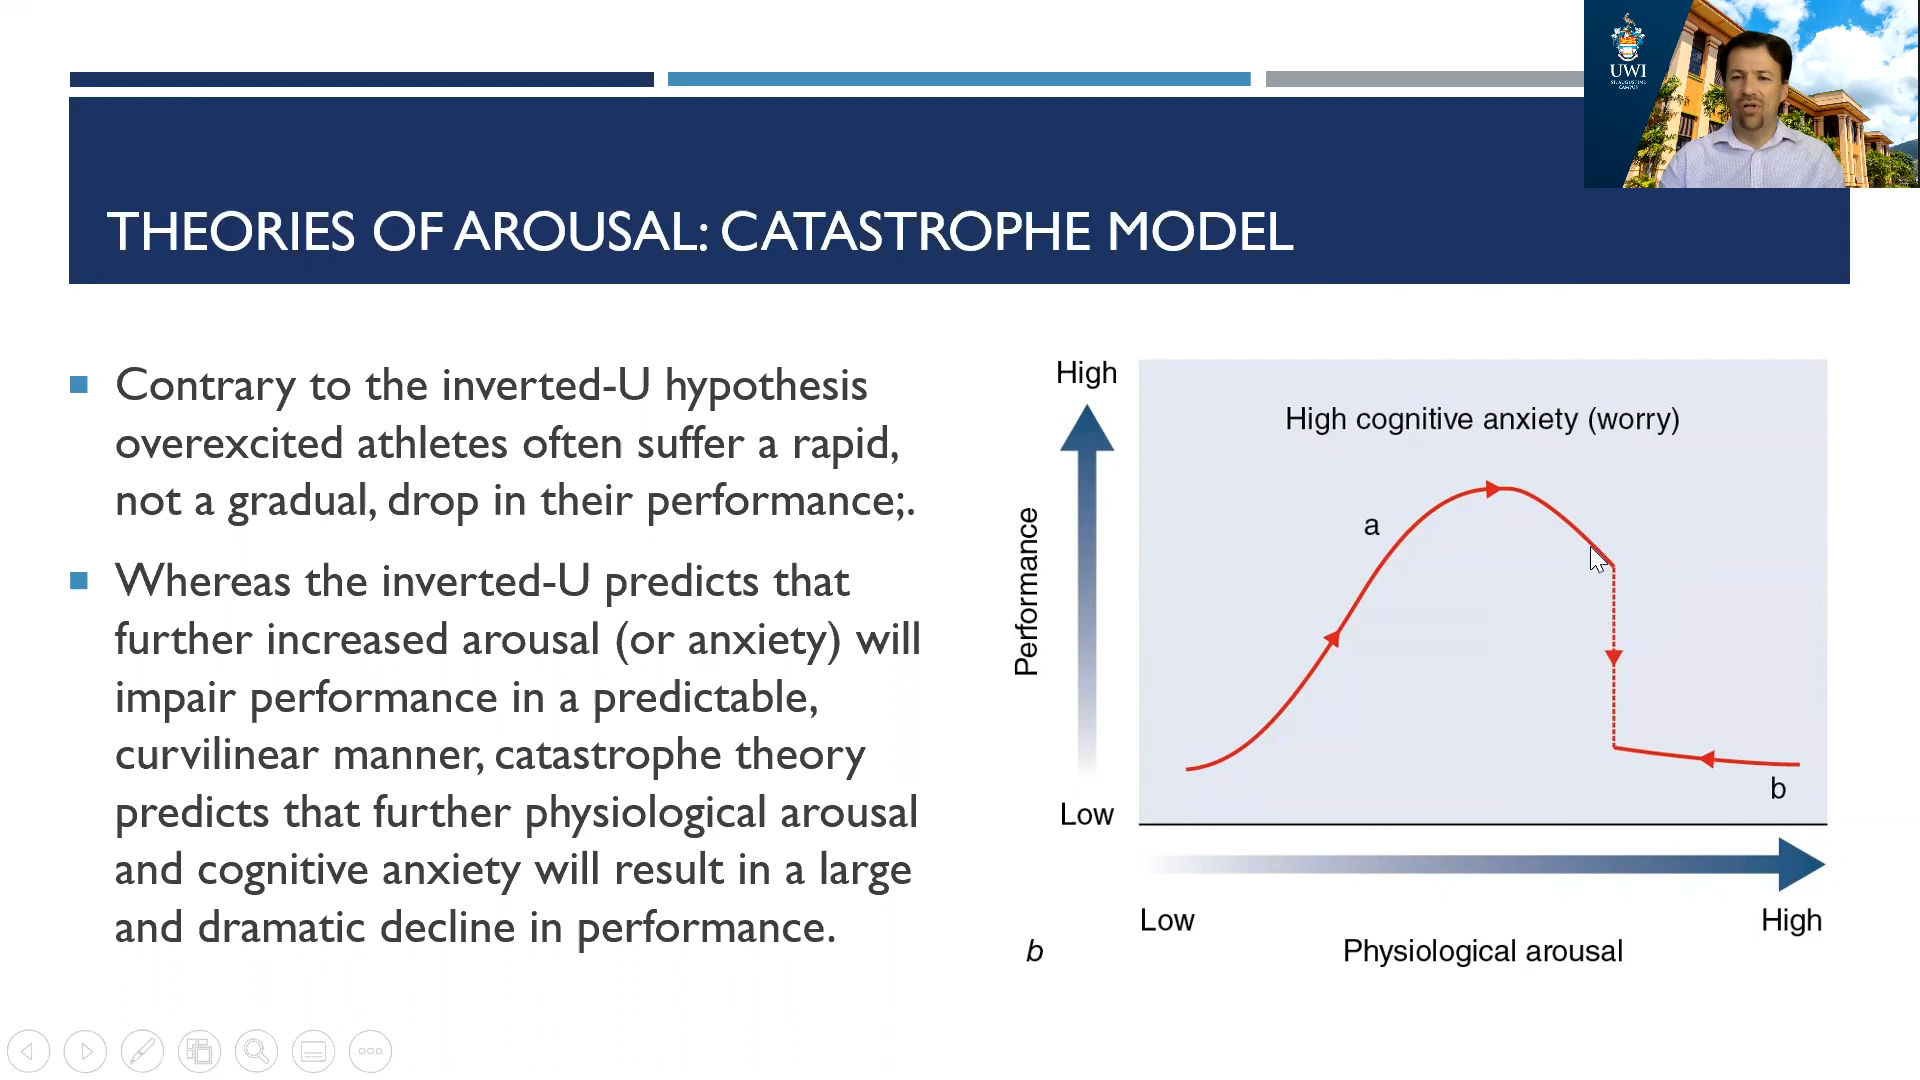 UWI
ST. AUGUSTINE
CAMPUS
THEORIES OF AROUSAL: CATASTROPHE MODEL
Contrary to the inverted-U hypothesis
overexcited athletes often suffer a rapid,
not a gradual, drop in their performance;.
Whereas the inverted-U predicts that
further increased arousal (or anxiety) will
impair performance in a predictable,
curvilinear manner, catastrophe theory
predicts that further physiological arousal
and cognitive anxiety will result in a large
and dramatic decline in performance.
High
High cognitive anxiety (worry)
a
Performance
b
Low
Low
High
b
Physiological arousal